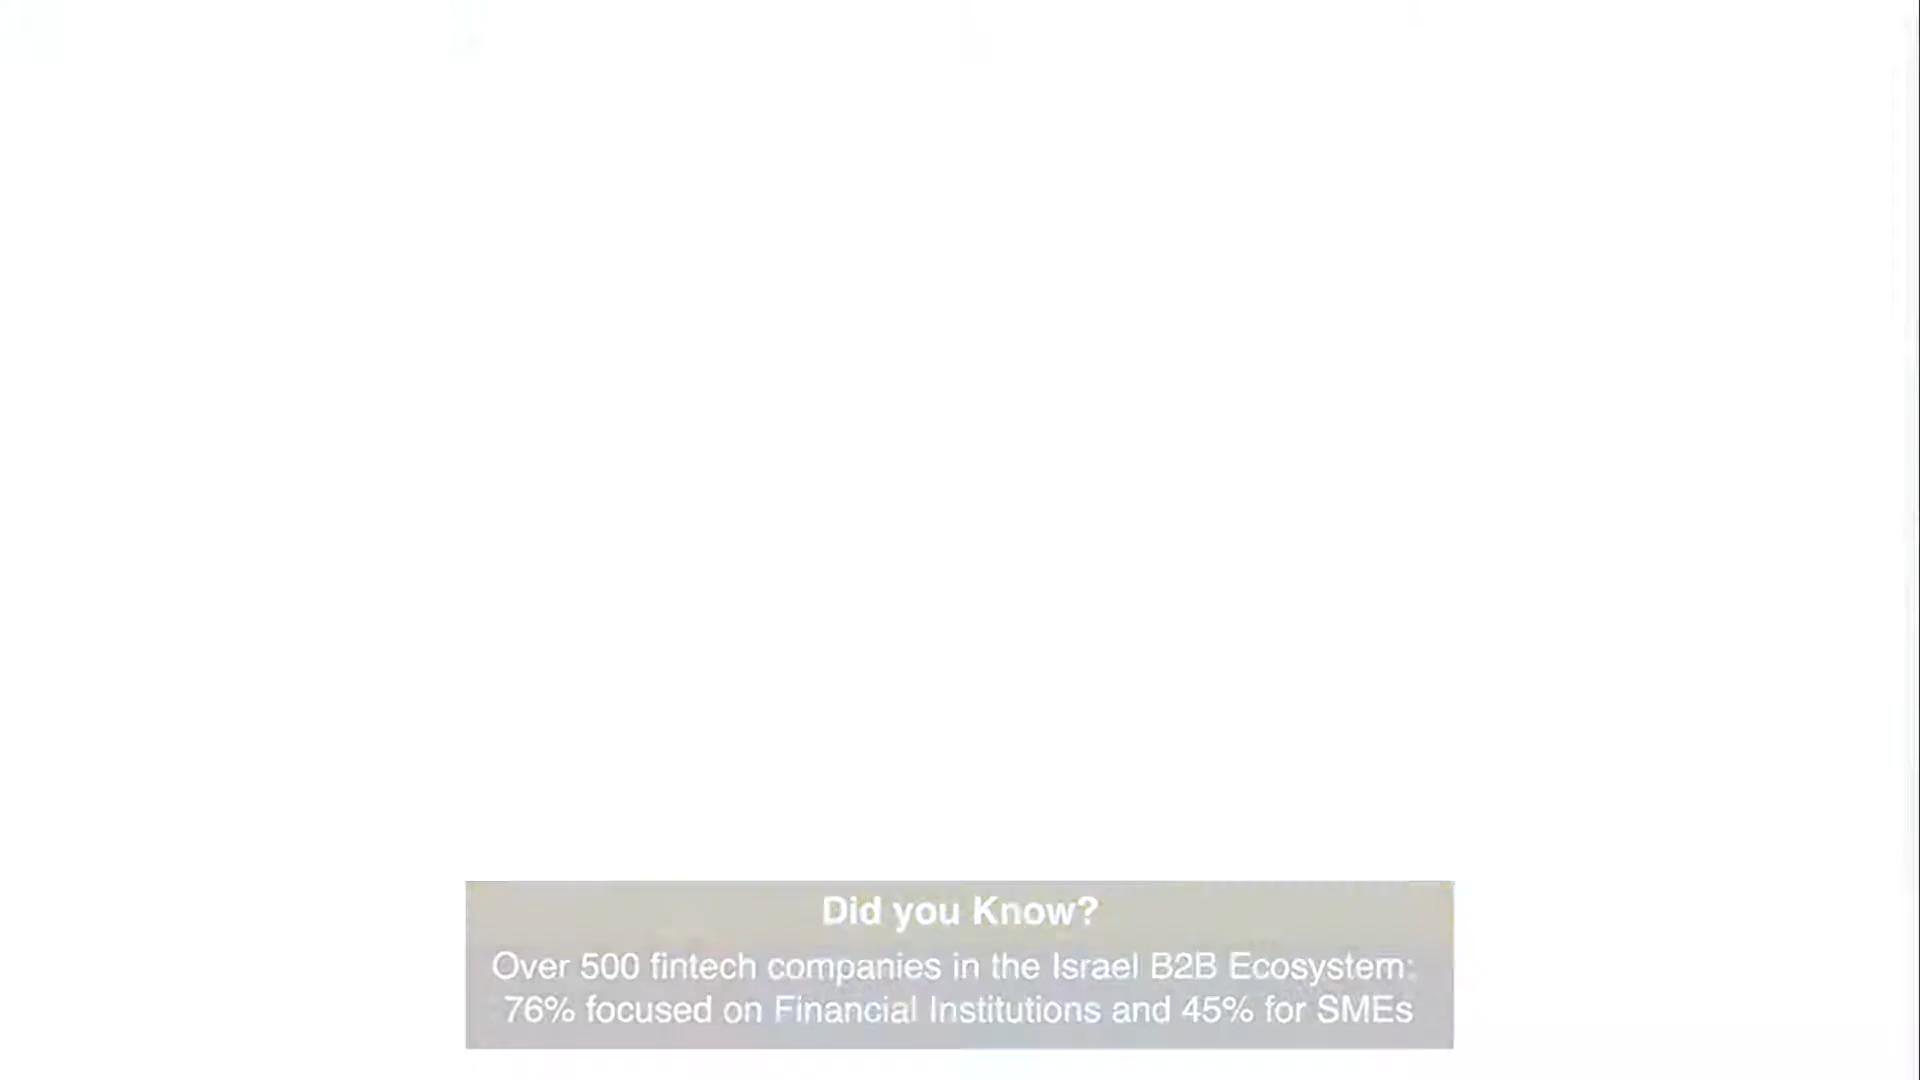 Did you Know?
Over 500 fintech companies in the Israel B2B Ecosystem:
76% focused on Financial Institutions and 45% for SMEs